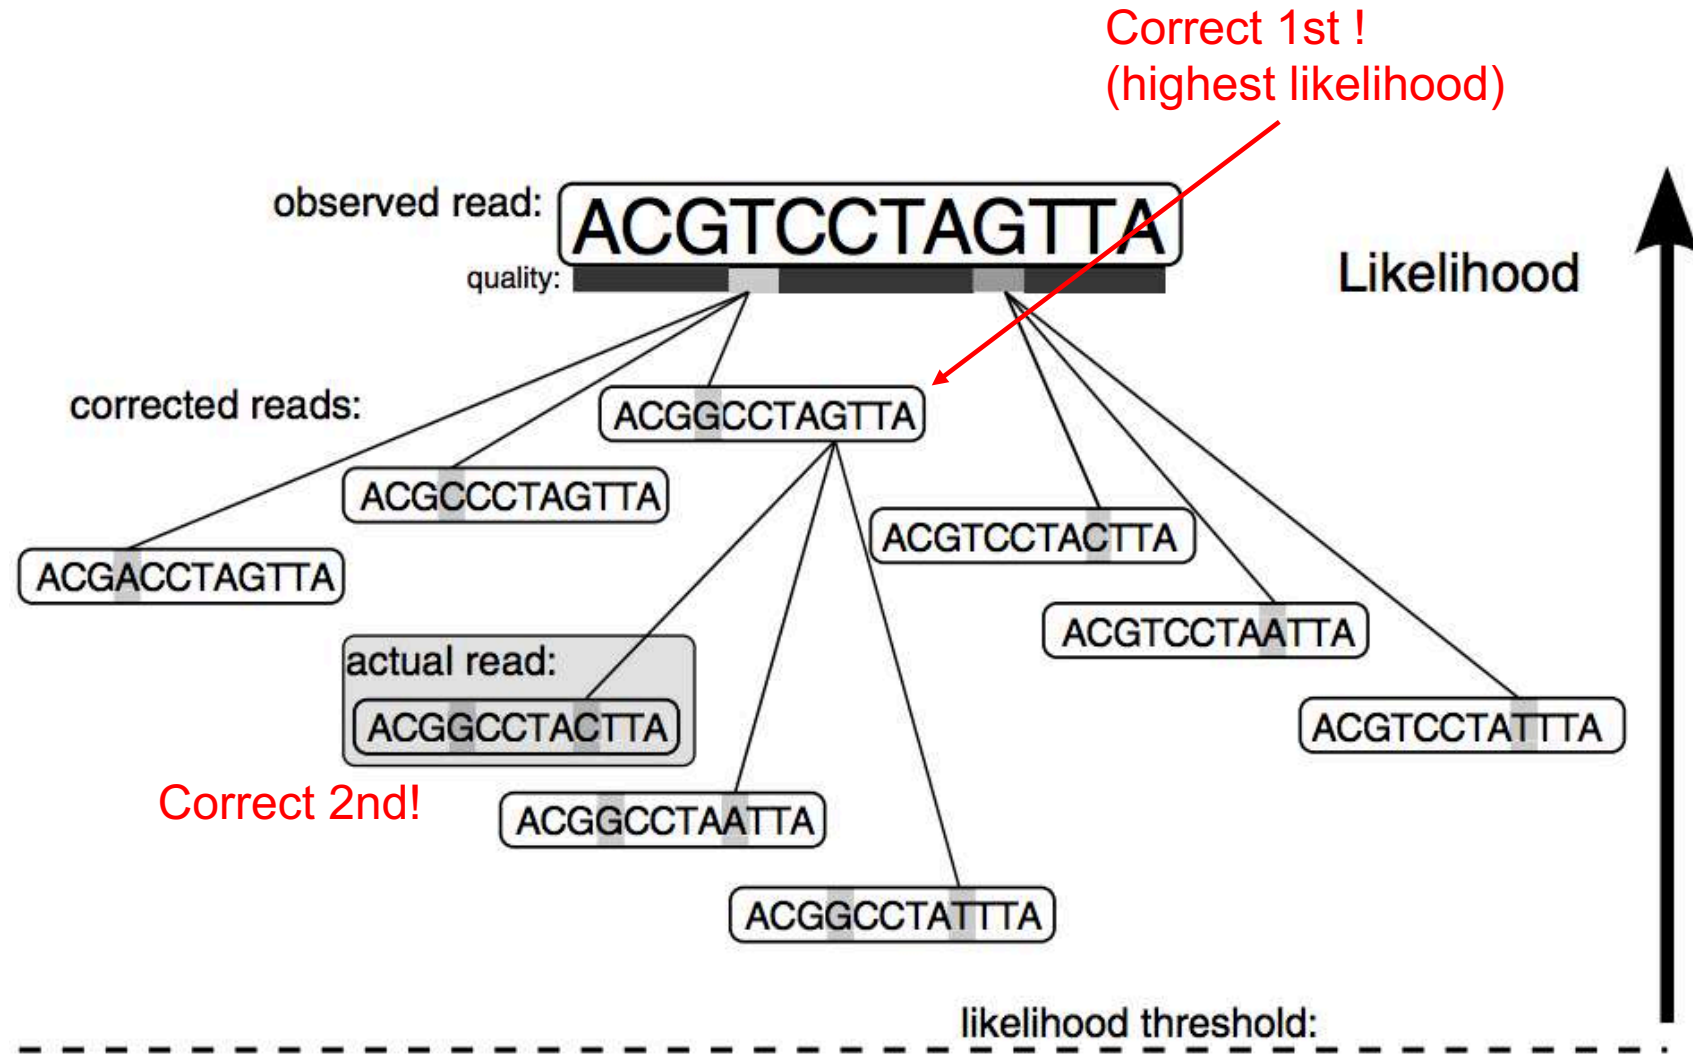 Correct 1st !
(highest likelihood)
observed read:
ACGTCCTAGTTA
quality:
Likelihood
corrected reads:
ACGGCCTAGTTA
ACGCCCTAGTTA
ACGTCCTACTTA
ACGACCTAGTTA
ACGTCCTAATTA
actual read:
ACGGCCTACTTA
ACGTCCTATTTA
Correct 2nd!
ACGGCCTAATTA
ACGGCCTATTTA
likelihood threshold: